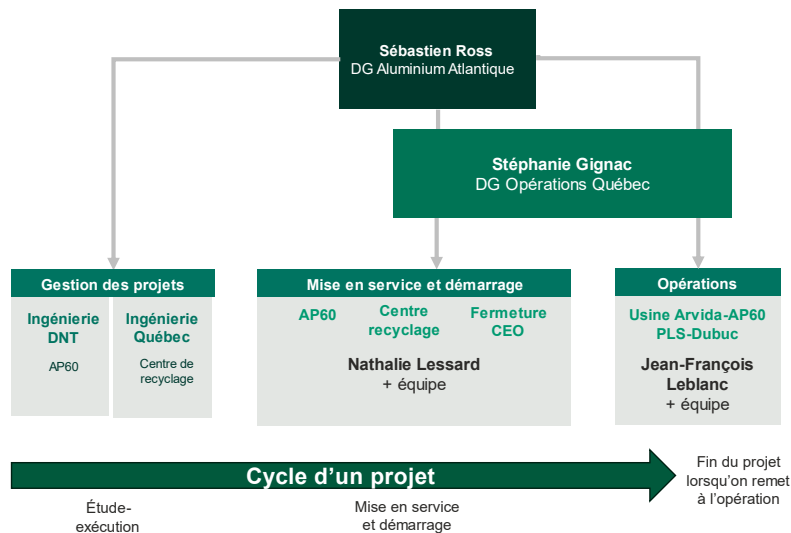 Sébastien Ross
DG Aluminium Atlantique
Stéphanie Gignac
DG Opérations Québec
Gestion des projets
Ingénierie
DNT
AP60
Ingénierie
Québec
Centre de
recyclage
Mise en service et démarrage
AP60
Centre
recyclage
Fermeture
CEO
Nathalie Lessard
+ équipe
Opérations
Usine Arvida-AP60
PLS-Dubuc
Jean-François
Leblanc
+ équipe
Cycle d'un projet
Étude-
exécution
Mise en service
et démarrage
Fin du projet
lorsqu'on remet
à l'opération